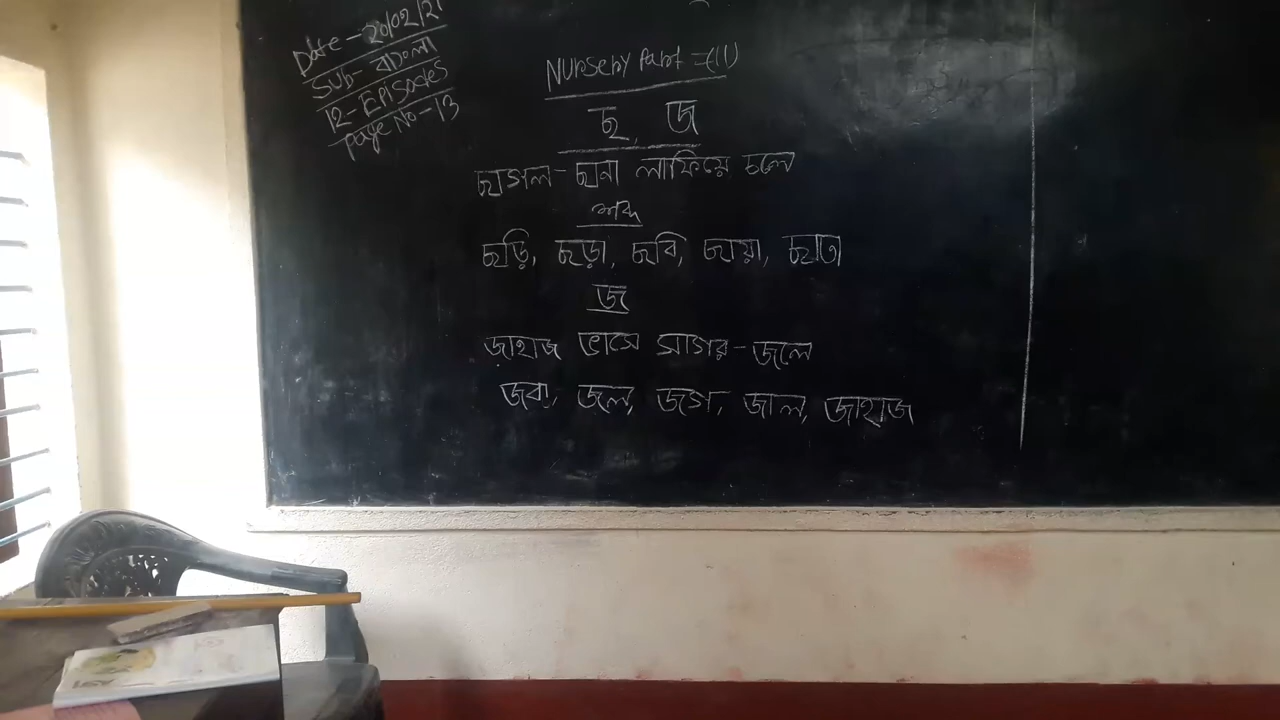 Date - 20/02/21
Sub - বাংলা
12 - Episodes
Page No - 13
Nursery Part = (II)
ছ, জ
ছাগল - ছানা লাফিয়ে চলে
শব্দ
ছড়ি, ছড়া, ছবি, ছায়া, ছাতা
জ
জাহাজ ভাসে সাগর - জলে
জবা, জল, জগ, জাল, জাহাজ